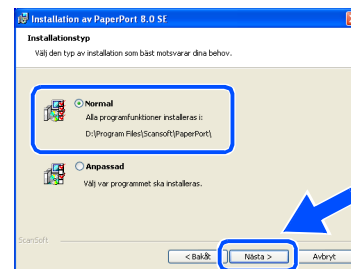 Installation av PaperPort 8.0 SE
Installationstyp
Välj den typ av installation som bäst motsvarar dina behov.
Normal
Alla programfunktioner installeras i:
D:\Program Files\Scansoft\PaperPort\
Anpassad
Välj var programmet ska installeras.
ScanSoft
< Bakåt
Nästa >
Avbryt